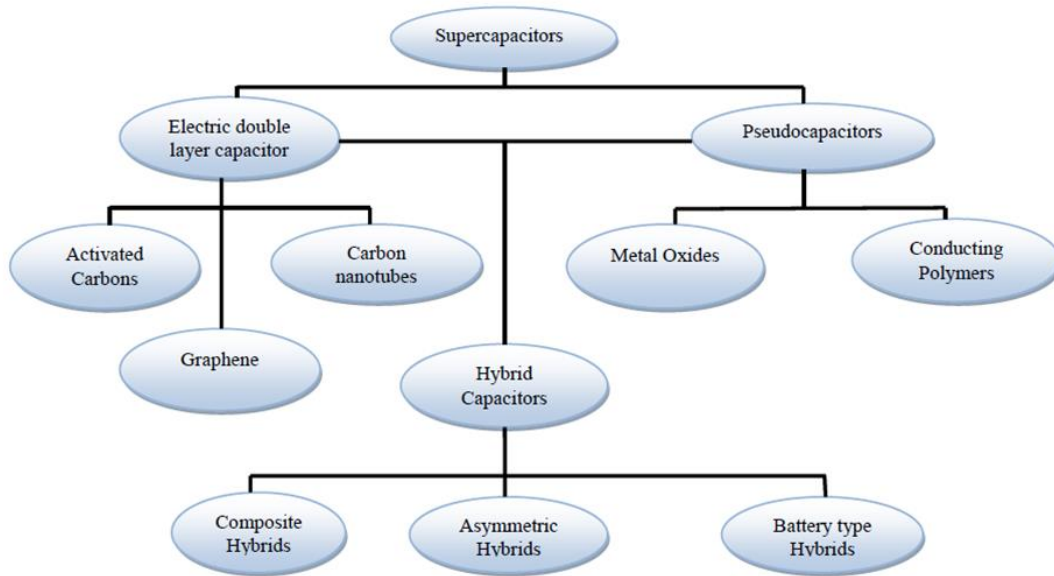 Supercapacitors
Electric double
layer capacitor
Pseudocapacitors
Activated
Carbons
Carbon
nanotubes
Metal Oxides
Conducting
Polymers
Graphene
Hybrid
Capacitors
Composite
Hybrids
Asymmetric
Hybrids
Battery type
Hybrids